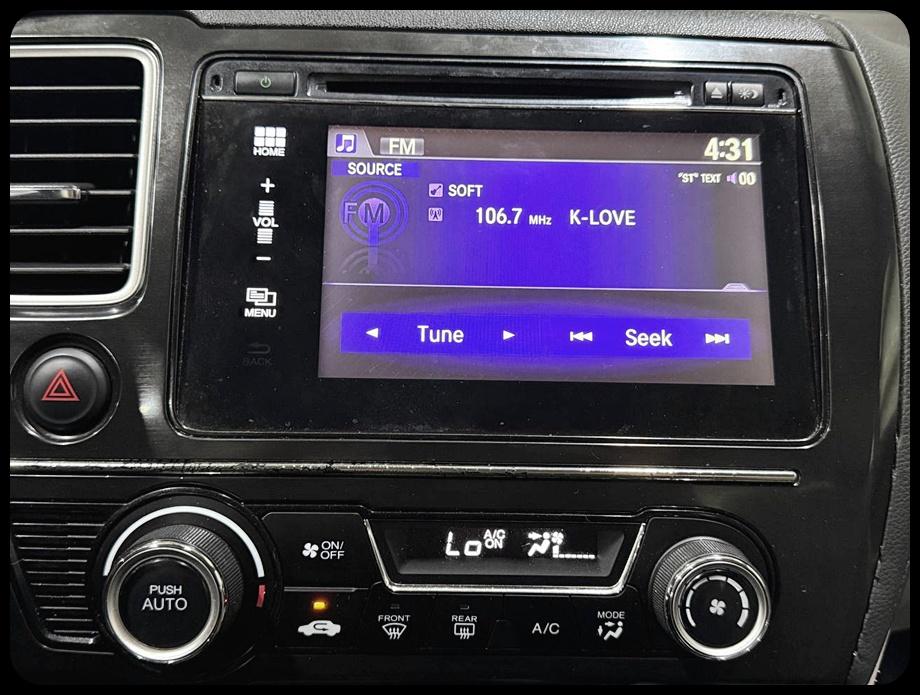 HOME
+
VOL
−
MENU
BACK
FM
4:31
SOURCE
"ST" TEXT 00
SOFT
FM
106.7 MHz K-LOVE
Tune
Seek
ON/
OFF
Lo A/C
ON
PUSH
AUTO
FRONT
REAR
A/C
MODE